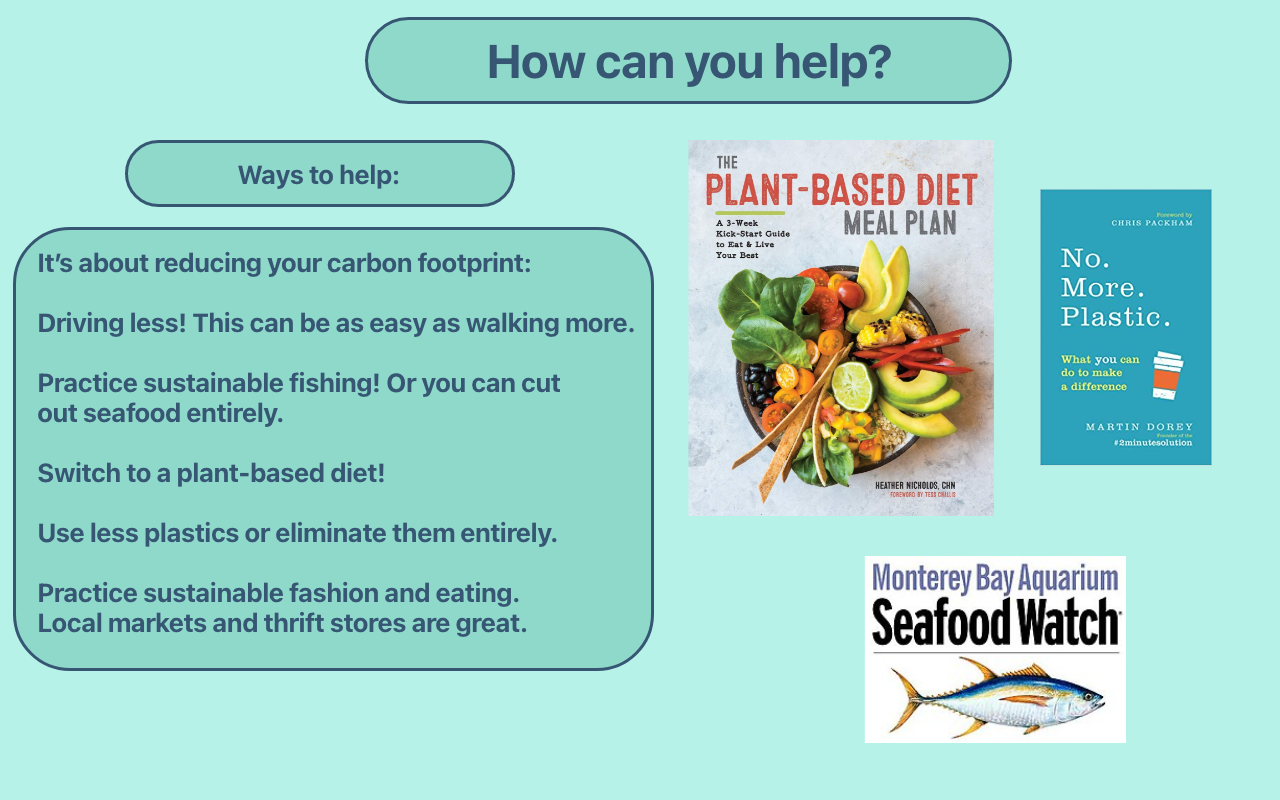 How can you help?
Ways to help:
It’s about reducing your carbon footprint:
Driving less! This can be as easy as walking more.
Practice sustainable fishing! Or you can cut
out seafood entirely.
Switch to a plant-based diet!
Use less plastics or eliminate them entirely.
Practice sustainable fashion and eating.
Local markets and thrift stores are great.
THE
PLANT-BASED DIET
MEAL PLAN
A 3-Week
Kick-Start Guide
to Eat & Live
Your Best
HEATHER NICHOLDS, CHN
FOREWORD BY TESS CHALLIS
Foreword by
CHRIS PACKHAM
No.
More.
Plastic.
What you can
do to make
a difference
MARTIN DOREY
Founder of the
#2minutesolution
Monterey Bay Aquarium
Seafood Watch